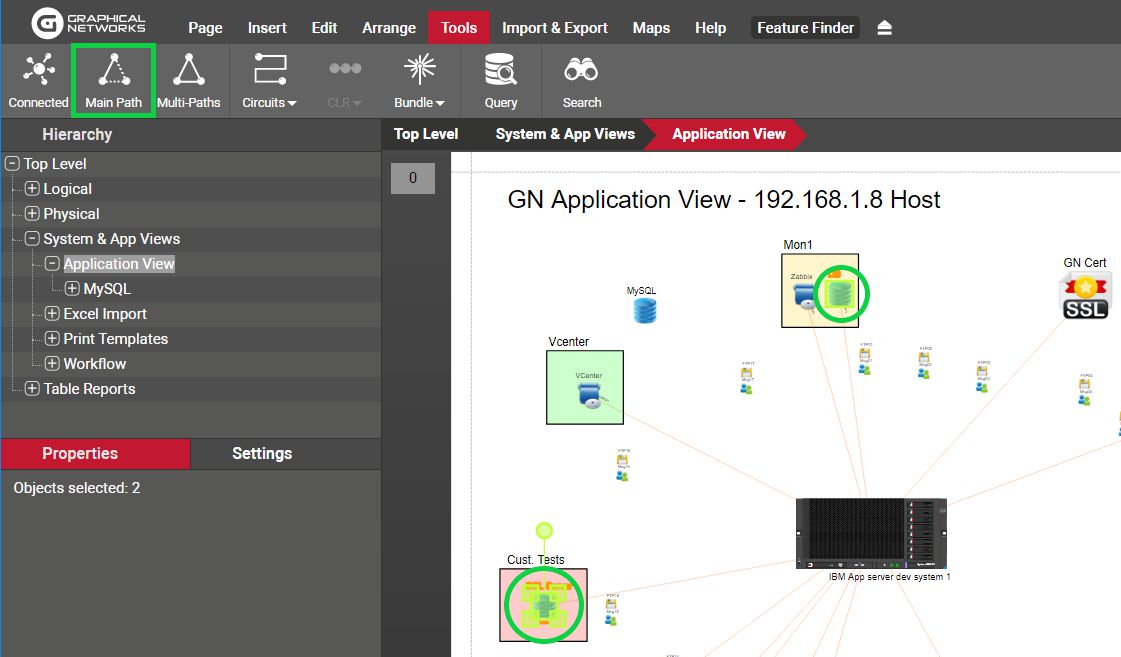 GRAPHICAL
NETWORKS
Page Insert Edit Arrange Tools Import & Export Maps Help Feature Finder
Connected Main Path Multi-Paths Circuits CLR Bundle Query Search
Hierarchy
Top Level System & App Views Application View
Top Level
Logical
Physical
System & App Views
Application View
MySQL
Excel Import
Print Templates
Workflow
Table Reports
Properties Settings
Objects selected: 2
0
GN Application View - 192.168.1.8 Host
Mon1
Zabbix
GN Cert
SSL
MySQL
Vcenter
VCenter
Cust. Tests
IBM App server dev system 1